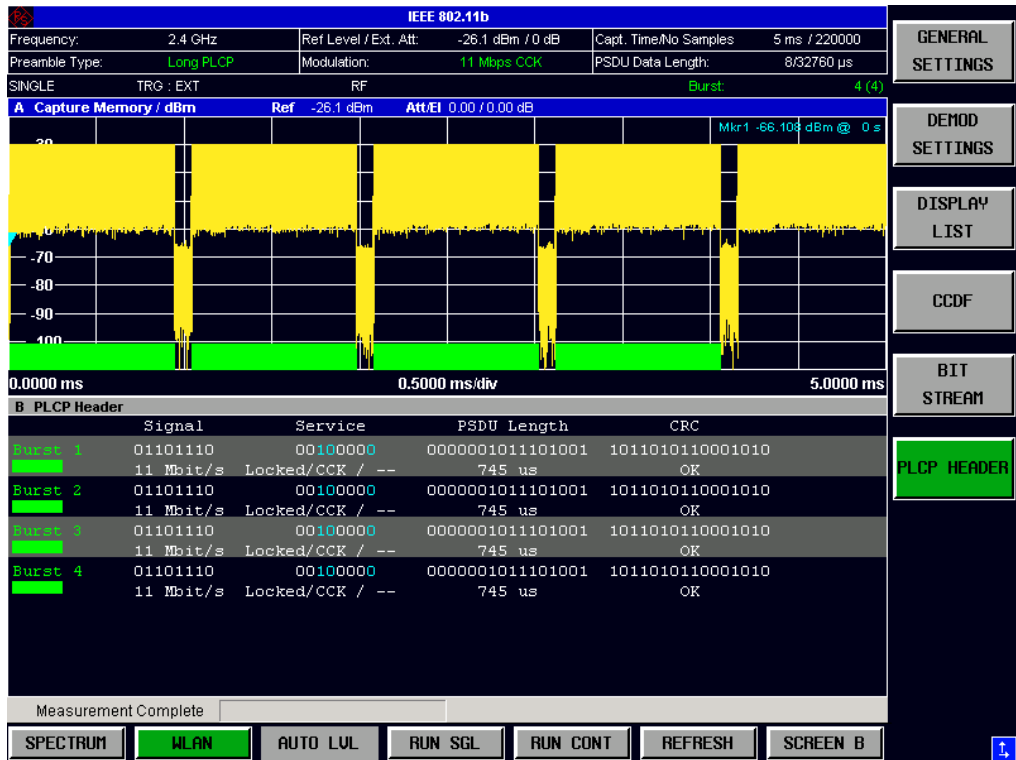 IEEE 802.11b
Frequency: 2.4 GHz Ref Level / Ext. Att: -26.1 dBm / 0 dB Capt. Time/No Samples 5 ms / 220000
Preamble Type: Long PLCP Modulation: 11 Mbps CCK PSDU Data Length: 8/32760 µs
SINGLE TRG : EXT RF Burst: 4 (4)
A Capture Memory / dBm Ref -26.1 dBm Att/El 0.00 / 0.00 dB
Mkr1 -66.108 dBm @ 0 s
-70
-80
-90
100
0.0000 ms 0.5000 ms/div 5.0000 ms
B PLCP Header
Signal Service PSDU Length CRC
Burst 1 01101110 00100000 0000001011101001 1011010110001010
11 Mbit/s Locked/CCK / -- 745 us OK
Burst 2 01101110 00100000 0000001011101001 1011010110001010
11 Mbit/s Locked/CCK / -- 745 us OK
Burst 3 01101110 00100000 0000001011101001 1011010110001010
11 Mbit/s Locked/CCK / -- 745 us OK
Burst 4 01101110 00100000 0000001011101001 1011010110001010
11 Mbit/s Locked/CCK / -- 745 us OK
Measurement Complete
SPECTRUM WLAN AUTO LVL RUN SGL RUN CONT REFRESH SCREEN B
GENERAL
SETTINGS
DEMOD
SETTINGS
DISPLAY
LIST
CCDF
BIT
STREAM
PLCP HEADER